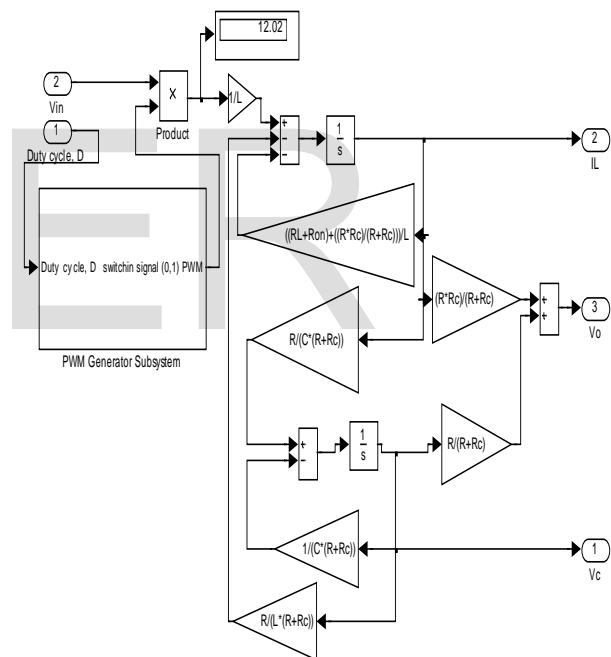 12.02
2
Vin
×
Product
1/L
1
Duty cycle, D
+
−
−
1
s
2
IL
ER
Duty cycle, D switchin signal (0,1) PWM
PWM Generator Subsystem
((RL+Ron)+((R*Rc)/(R+Rc)))/L
(R*Rc)/(R+Rc)
+
+
3
Vo
R/(C*(R+Rc))
+
−
1
s
R/(R+Rc)
1/(C*(R+Rc))
1
Vc
R/(L*(R+Rc))